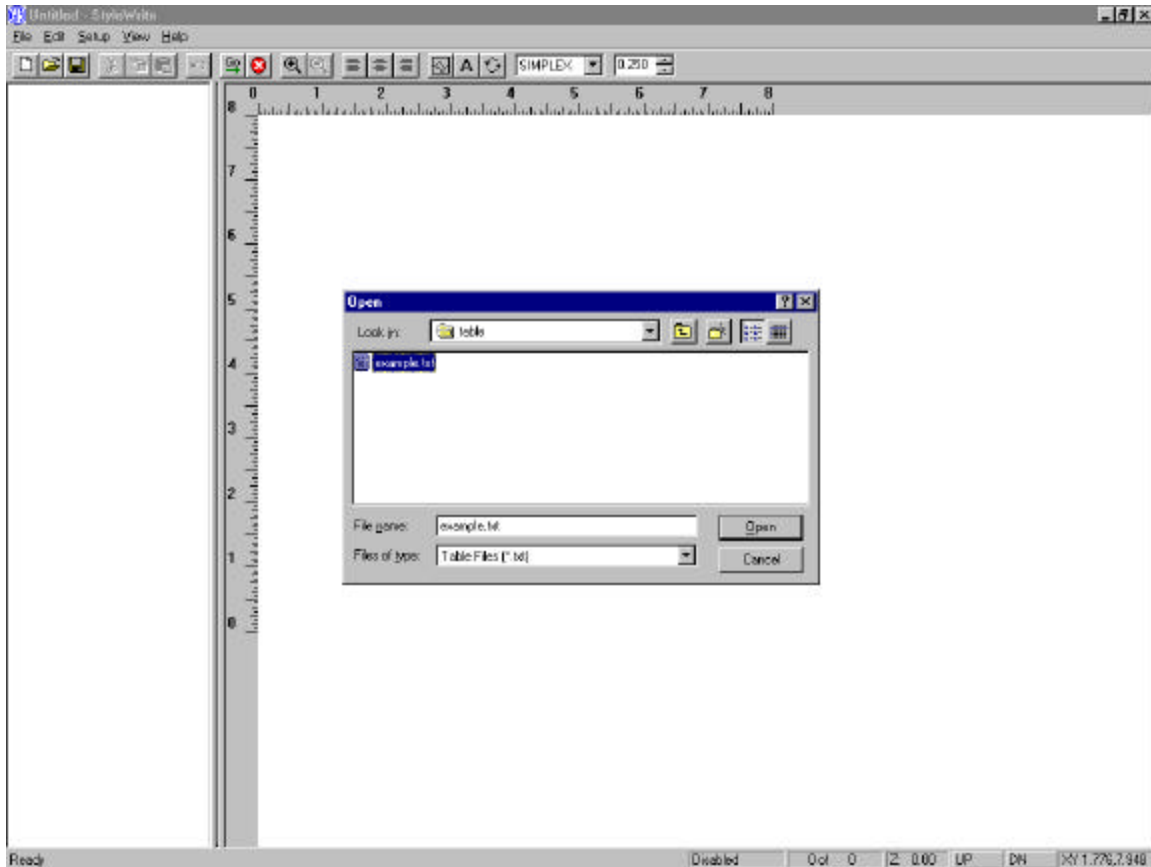 Untitled - StyleWrite
File Edit Setup View Help
SIMPLEX 0.250
0 1 2 3 4 5 6 7 8
8
7
6
5
4
3
2
1
0
Open
Look in: table
example.txt
File name: example.txt Open
Files of type: Table Files (*.txt) Cancel
Ready Disabled 0 of 0 Z: 0.00 UP DN XY 1.776,7.948